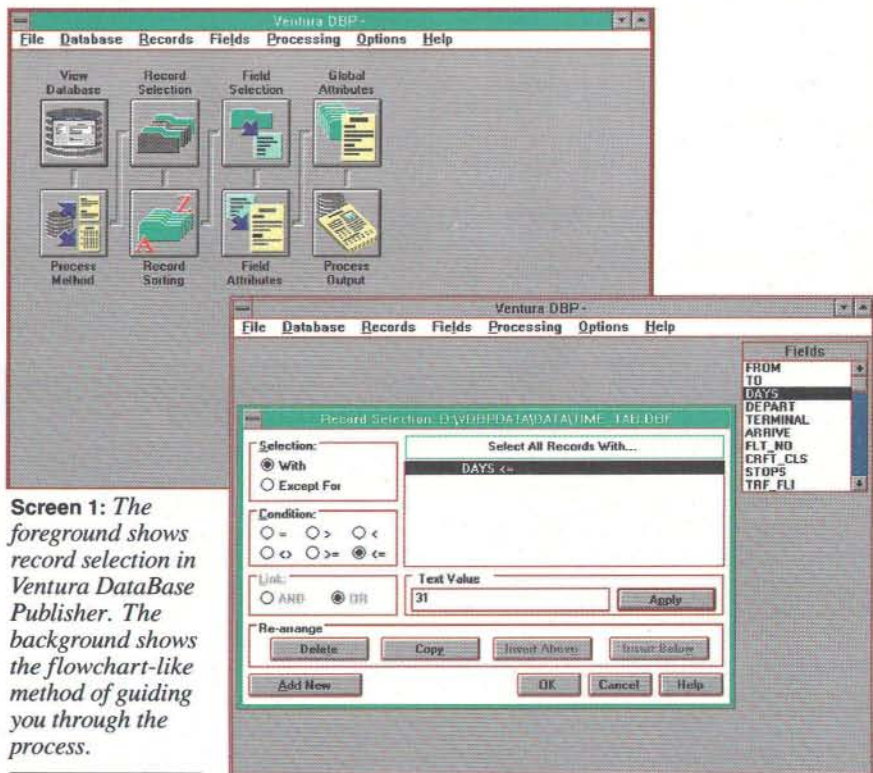 Ventura DBP -
File Database Records Fields Processing Options Help
View Database
Record Selection
Field Selection
Global Attributes
Process Method
Record Sorting
Field Attributes
Process Output
Ventura DBP -
File Database Records Fields Processing Options Help
Fields
FROM
TO
DAYS
DEPART
TERMINAL
ARRIVE
FLT_NO
CRFT_CLS
STOPS
TRF_FLI
Record Selection: D:\VDBPDATA\DATA\TIME_TAB.DBF
Selection:
With
Except For
Select All Records With...
DAYS <=
Condition:
= > <
<> >= <=
Link:
AND OR
Text Value
31
Apply
Re-arrange
Delete Copy Insert Above Insert Below
Add New OK Cancel Help
Screen 1: The
foreground shows
record selection in
Ventura DataBase
Publisher. The
background shows
the flowchart-like
method of guiding
you through the
process.